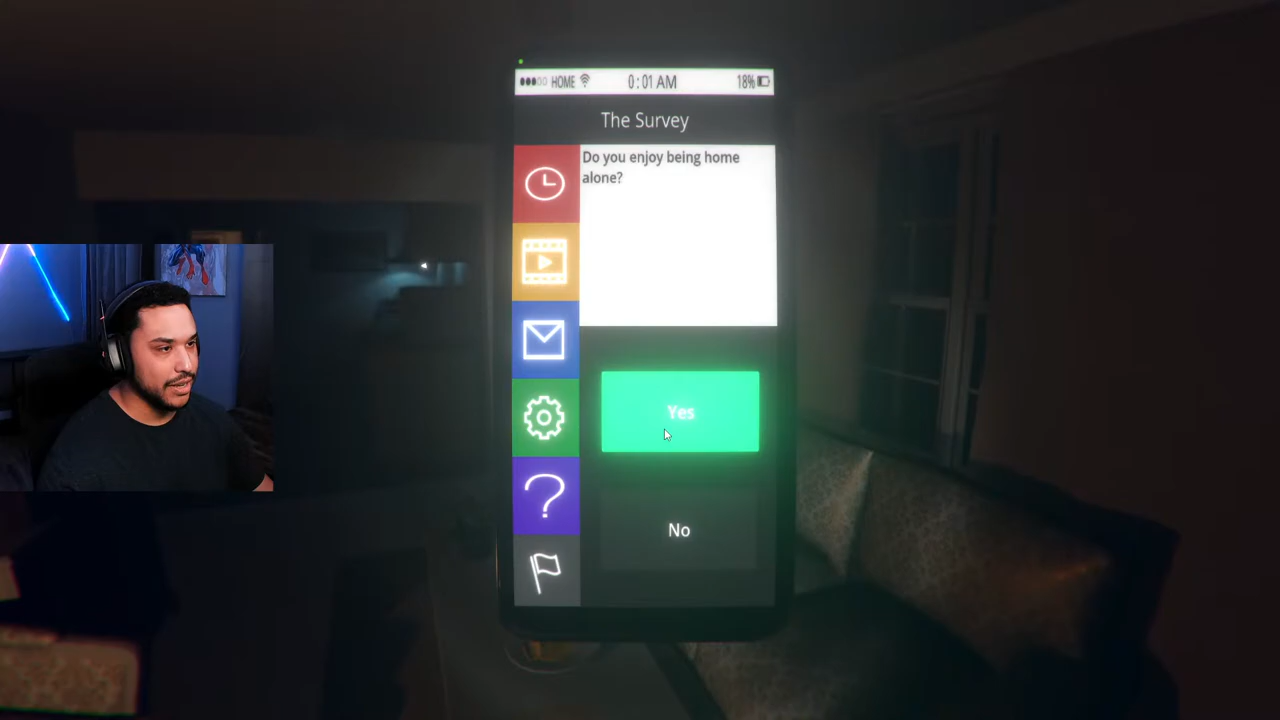 HOME 0:01 AM 18%
The Survey
Do you enjoy being home
alone?
Yes
No